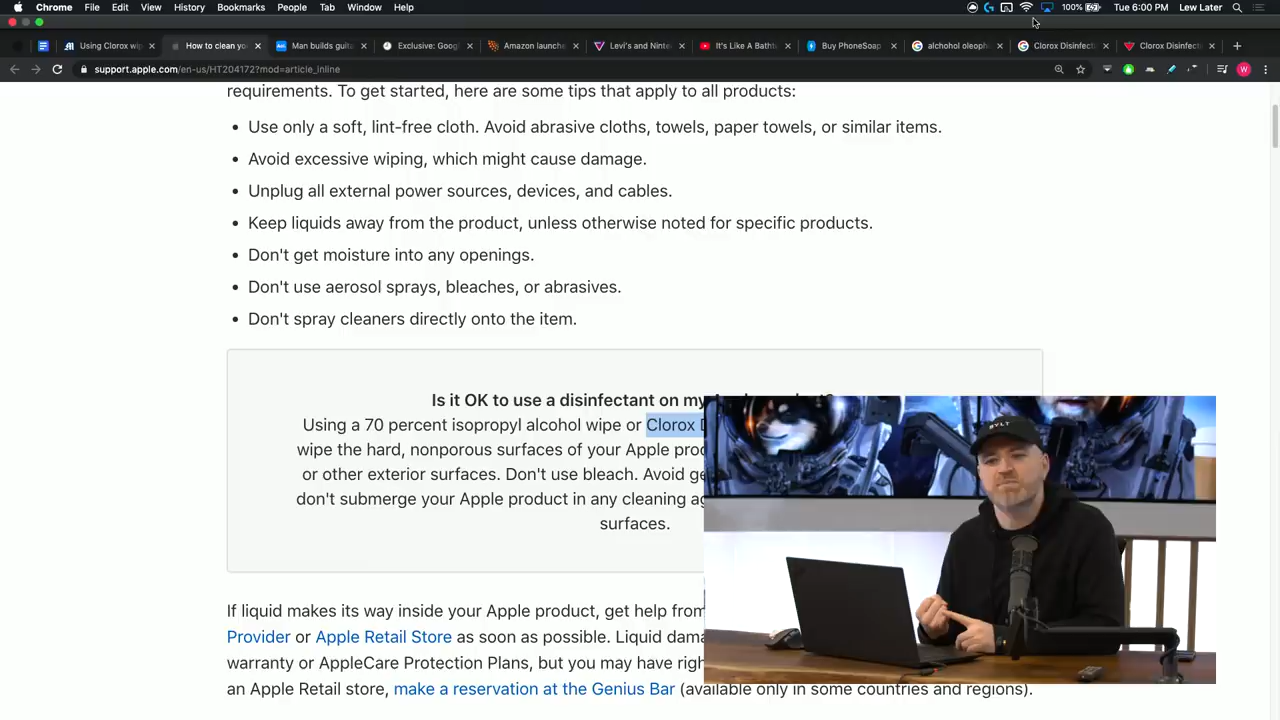 Chrome File Edit View History Bookmarks People Tab Window Help 100% Tue 6:00 PM Lew Later
Using Clorox wip How to clean you Man builds guita Exclusive: Googl Amazon launche Levi's and Ninte It's Like A Batht Buy PhoneSoap alchohol oleoph Clorox Disinfect Clorox Disinfect
support.apple.com/en-us/HT204172?mod=article_inline W
requirements. To get started, here are some tips that apply to all products:
• Use only a soft, lint-free cloth. Avoid abrasive cloths, towels, paper towels, or similar items.
• Avoid excessive wiping, which might cause damage.
• Unplug all external power sources, devices, and cables.
• Keep liquids away from the product, unless otherwise noted for specific products.
• Don't get moisture into any openings.
• Don't use aerosol sprays, bleaches, or abrasives.
• Don't spray cleaners directly onto the item.
Is it OK to use a disinfectant on my
Using a 70 percent isopropyl alcohol wipe or Clorox
wipe the hard, nonporous surfaces of your Apple
or other exterior surfaces. Don't use bleach. Avoid
don't submerge your Apple product in any cleaning
surfaces.
If liquid makes its way inside your Apple product, get help from
Provider or Apple Retail Store as soon as possible. Liquid
warranty or AppleCare Protection Plans, but you may have
an Apple Retail store, make a reservation at the Genius Bar (available only in some countries and regions).